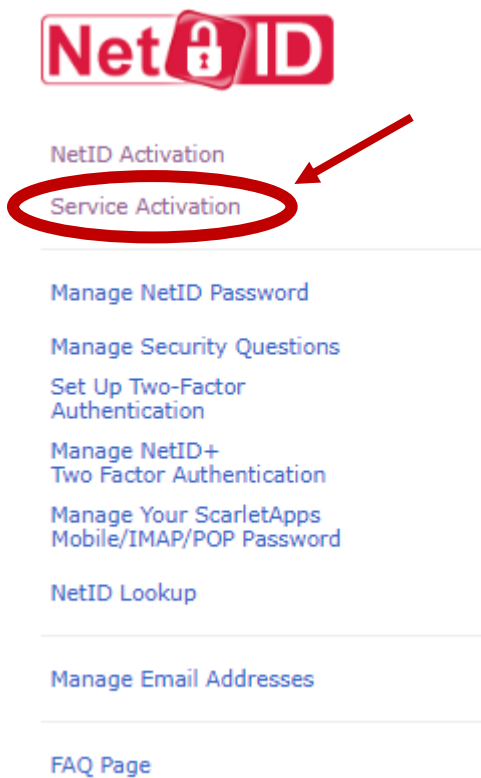 NetID
NetID Activation
Service Activation
Manage NetID Password
Manage Security Questions
Set Up Two-Factor
Authentication
Manage NetID+
Two Factor Authentication
Manage Your ScarletApps
Mobile/IMAP/POP Password
NetID Lookup
Manage Email Addresses
FAQ Page